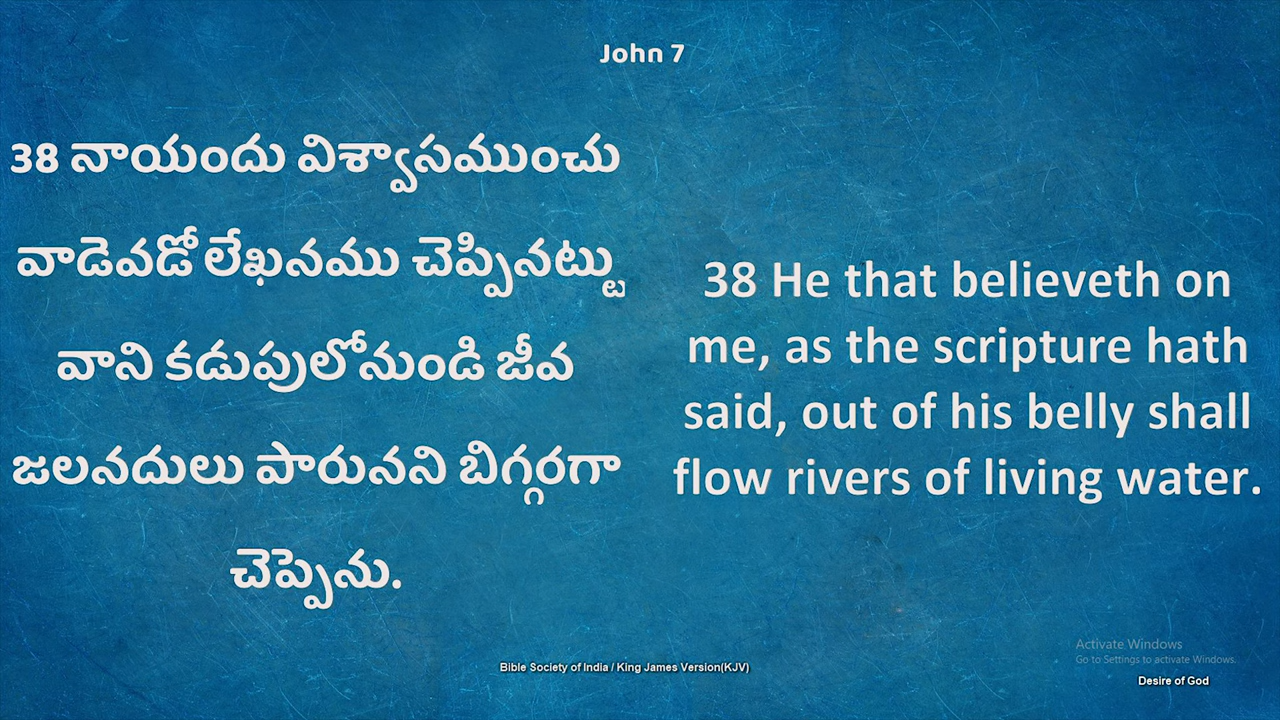 John 7
38 నాయందు విశ్వాసముంచు
వాడెవడో లేఖనము చెప్పినట్టు
వాని కడుపులోనుండి జీవ
జలనదులు పారునని బిగ్గరగా
చెప్పెను.
38 He that believeth on
me, as the scripture hath
said, out of his belly shall
flow rivers of living water.
Bible Society of India / King James Version(KJV)
Activate Windows
Go to Settings to activate Windows.
Desire of God